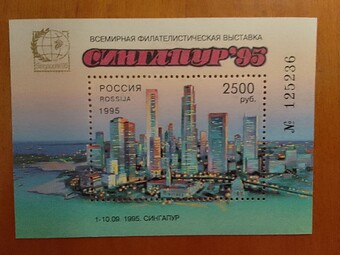 ВСЕМИРНАЯ ФИЛАТЕЛИСТИЧЕСКАЯ ВЫСТАВКА
СИНГАПУР'95
РОССИЯ
ROSSIJA
1995
2500
руб.
№ 125236
1-10.09.1995. СИНГАПУР